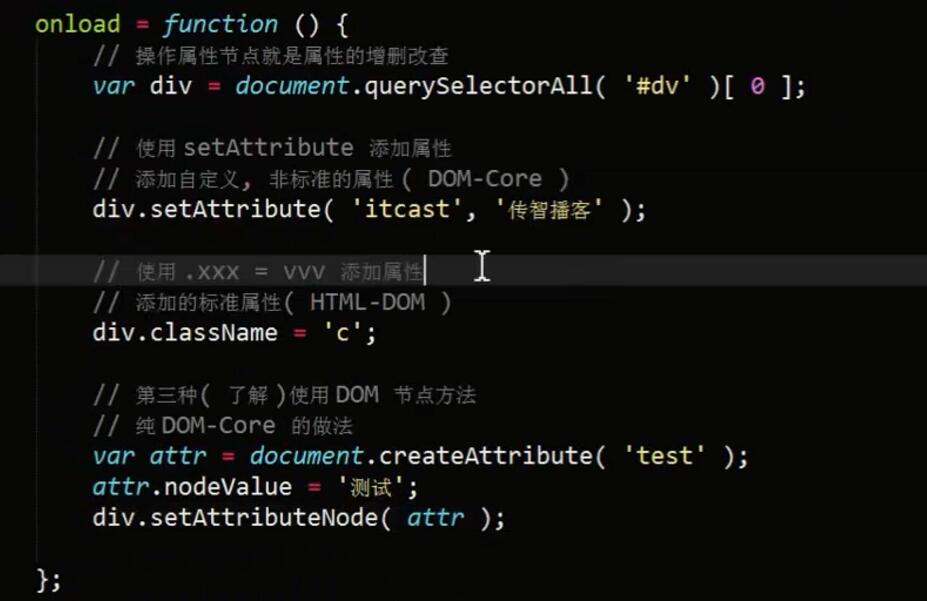 onload = function () {
// 操作属性节点就是属性的增删改查
var div = document.querySelectorAll( '#dv' )[ 0 ];
// 使用 setAttribute 添加属性
// 添加自定义, 非标准的属性 ( DOM-Core )
div.setAttribute( 'itcast', '传智播客' );
// 使用 .xxx = vvv 添加属性
// 添加的标准属性( HTML-DOM )
div.className = 'c';
// 第三种( 了解 )使用 DOM 节点方法
// 纯 DOM-Core 的做法
var attr = document.createAttribute( 'test' );
attr.nodeValue = '测试';
div.setAttributeNode( attr );
};